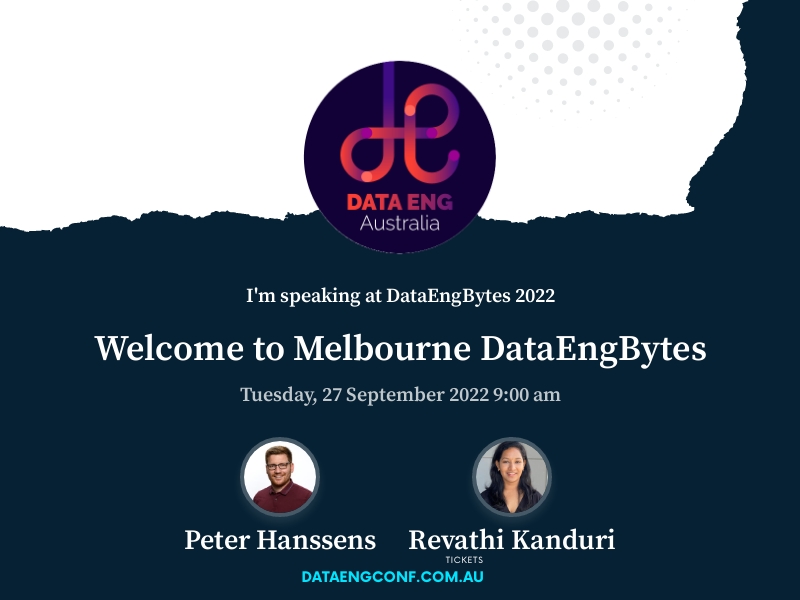 DATA ENG
Australia
I'm speaking at DataEngBytes 2022
Welcome to Melbourne DataEngBytes
Tuesday, 27 September 2022 9:00 am
Peter Hanssens Revathi Kanduri
TICKETS
DATAENGCONF.COM.AU